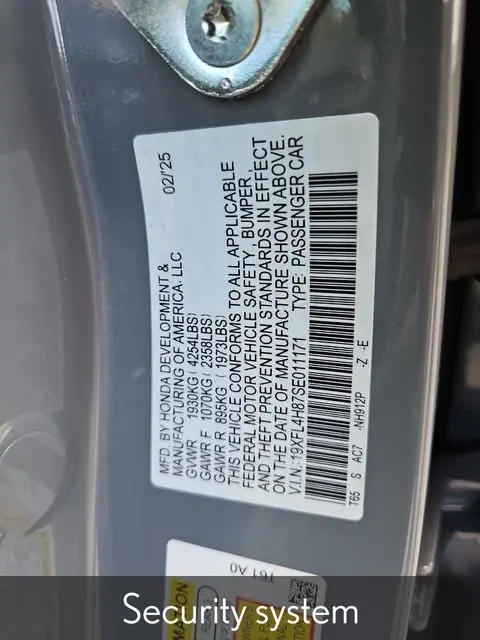 MFD. BY HONDA DEVELOPMENT & 02/'25
MANUFACTURING OF AMERICA, LLC
GVWR 1930KG (4254LBS)
GAWR F 1070KG (2358LBS)
GAWR R 895KG (1973LBS)
THIS VEHICLE CONFORMS TO ALL APPLICABLE
FEDERAL MOTOR VEHICLE SAFETY, BUMPER,
AND THEFT PREVENTION STANDARDS IN EFFECT
ON THE DATE OF MANUFACTURE SHOWN ABOVE.
V.I.N.: 19XFL4H87SE011171 TYPE: PASSENGER CAR
T65 S AC7 -NH912P -Z -E
T61 A0
Security system